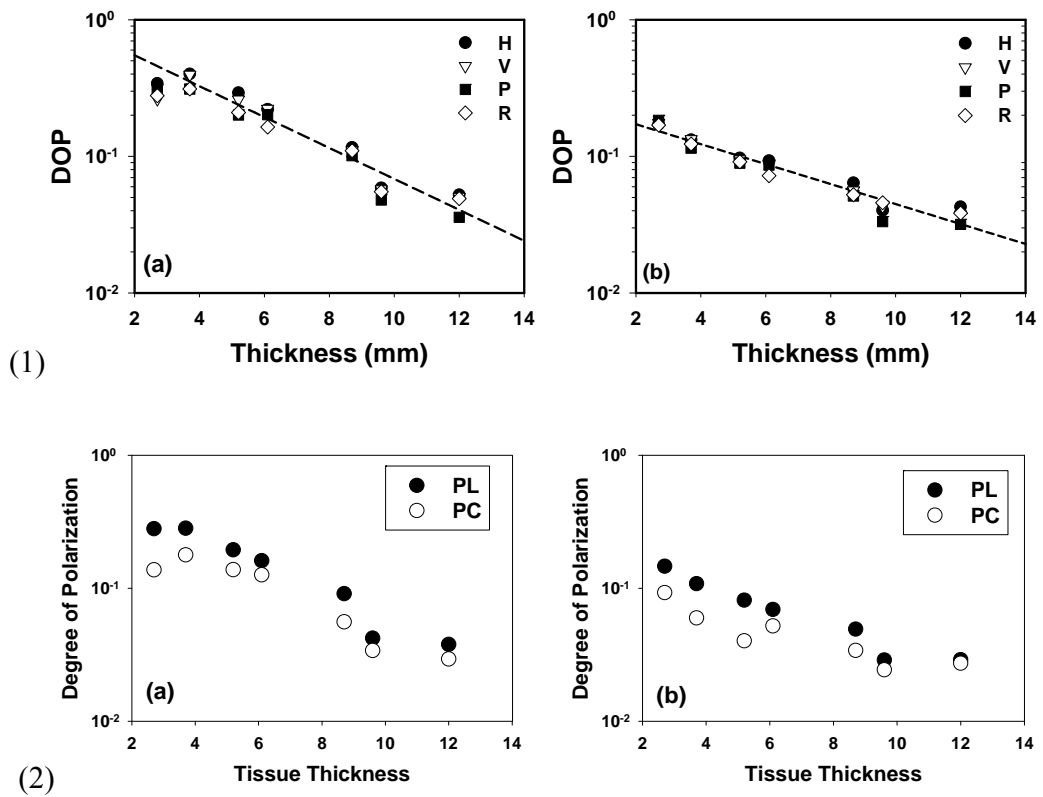 10⁰
10⁻¹
10⁻²
DOP
H
V
P
R
(a)
2 4 6 8 10 12 14
Thickness (mm)
10⁰
10⁻¹
10⁻²
DOP
H
V
P
R
(b)
2 4 6 8 10 12 14
Thickness (mm)
(1)
10⁰
10⁻¹
10⁻²
Degree of Polarization
PL
PC
(a)
2 4 6 8 10 12 14
Tissue Thickness
10⁰
10⁻¹
10⁻²
Degree of Polarization
PL
PC
(b)
2 4 6 8 10 12 14
Tissue Thickness
(2)